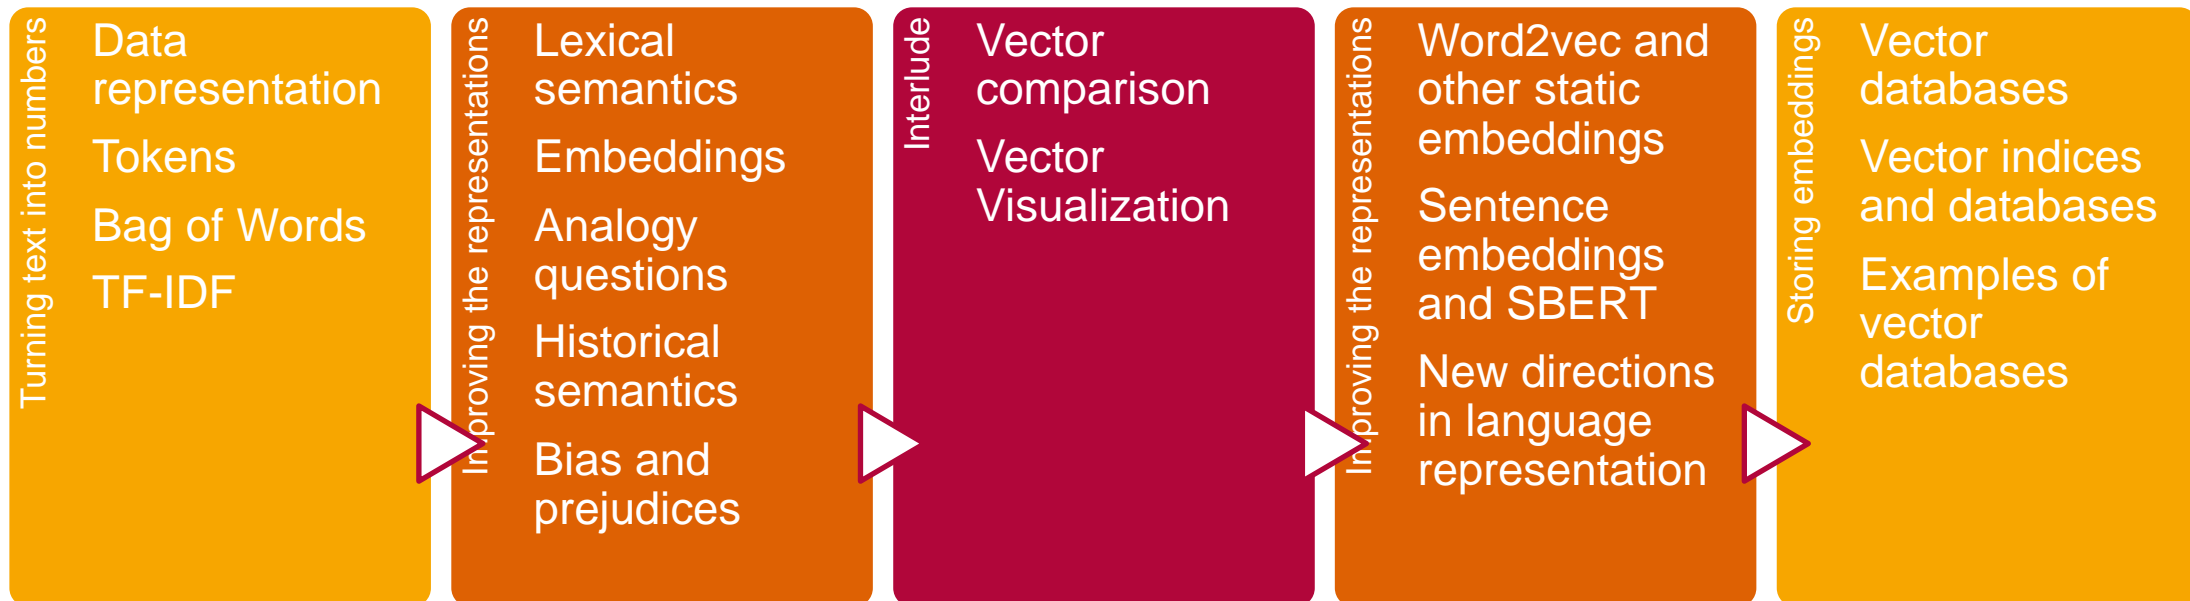 Turning text into numbers
Data
representation
Tokens
Bag of Words
TF-IDF
Improving the representations
Lexical
semantics
Embeddings
Analogy
questions
Historical
semantics
Bias and
prejudices
Interlude
Vector
comparison
Vector
Visualization
Improving the representations
Word2vec and
other static
embeddings
Sentence
embeddings
and SBERT
New directions
in language
representation
Storing embeddings
Vector
databases
Vector indices
and databases
Examples of
vector
databases